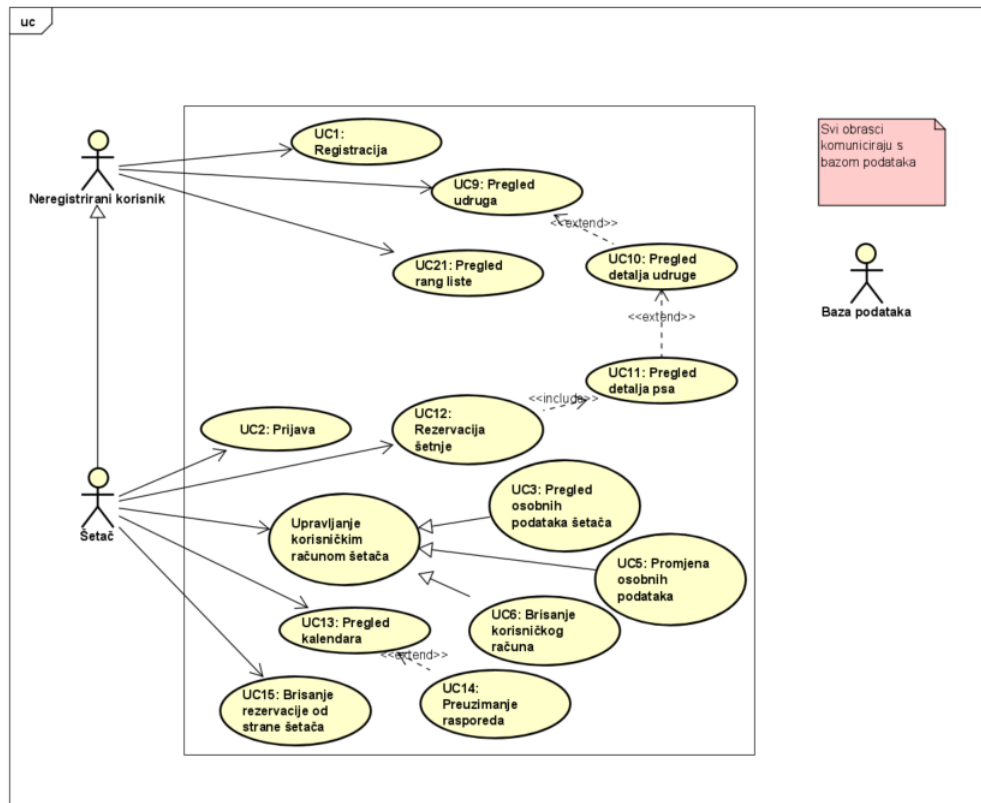 uc
UC1:
Registracija
Svi obrasci
komuniciraju s
bazom podataka
Neregistrirani korisnik
UC9: Pregled
udruga
<<extend>>
UC21: Pregled
rang liste
UC10: Pregled
detalja udruge
Baza podataka
<<extend>>
UC11: Pregled
detalja psa
<<include>>
UC2: Prijava
UC12:
Rezervacija
šetnje
Šetač
Upravljanje
korisničkim
računom šetača
UC3: Pregled
osobnih
podataka šetača
UC5: Promjena
osobnih
podataka
UC6: Brisanje
korisničkog
računa
UC13: Pregled
kalendara
<<extend>>
UC14:
Preuzimanje
rasporeda
UC15: Brisanje
rezervacije od
strane šetača